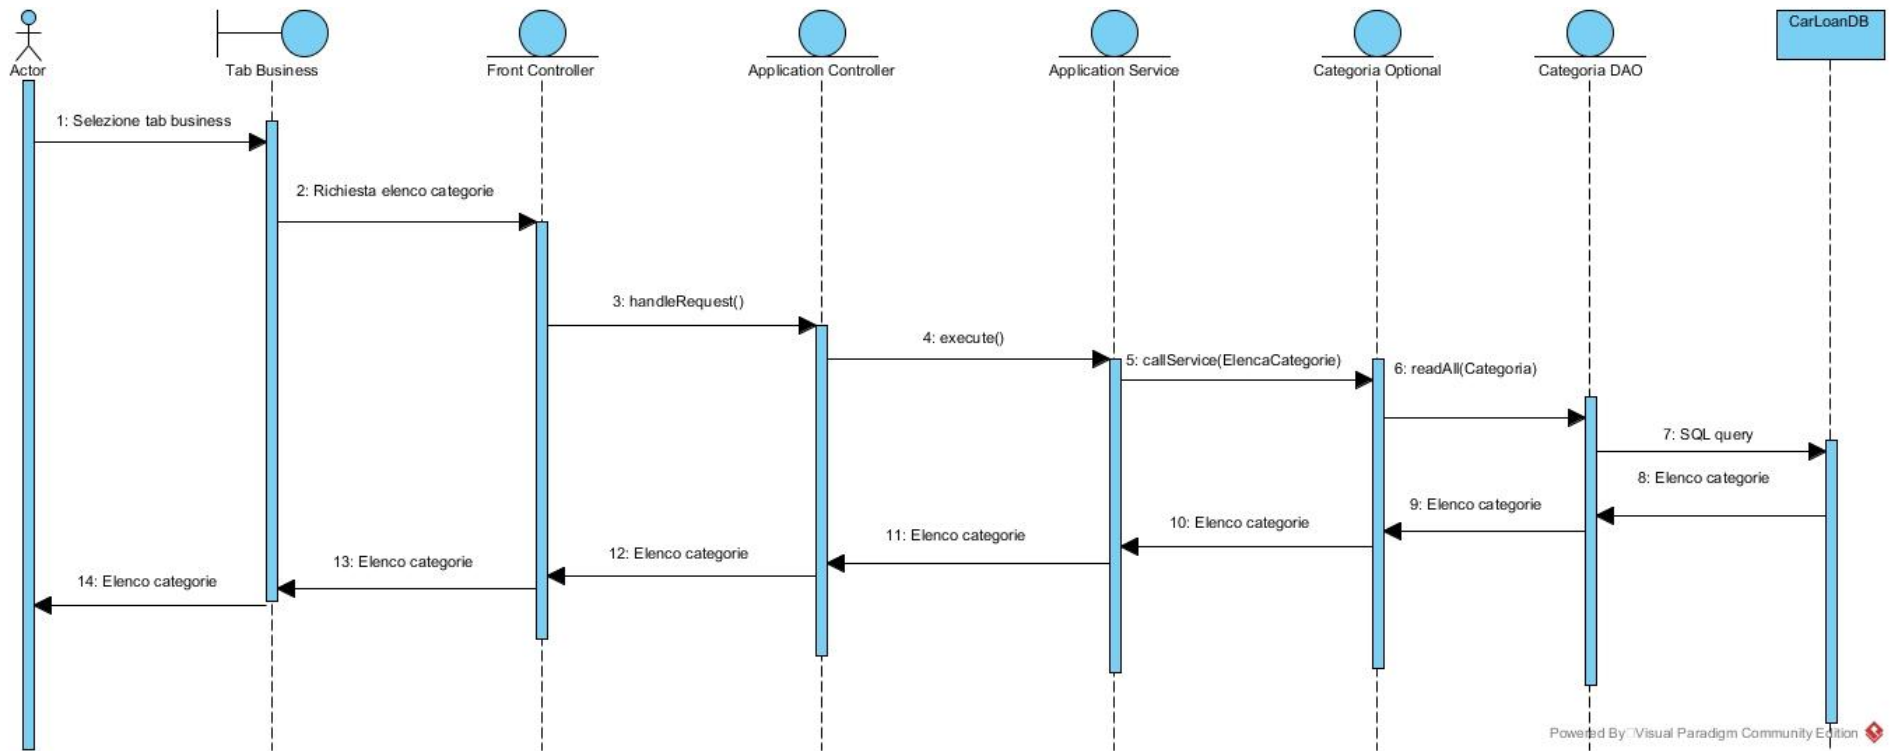 CarLoanDB
Actor
Tab Business
Front Controller
Application Controller
Application Service
Categoria Optional
Categoria DAO
1: Selezione tab business
2: Richiesta elenco categorie
3: handleRequest()
4: execute()
5: callService(ElencaCategorie)
6: readAll(Categoria)
7: SQL query
8: Elenco categorie
9: Elenco categorie
10: Elenco categorie
11: Elenco categorie
12: Elenco categorie
13: Elenco categorie
14: Elenco categorie
Powered By Visual Paradigm Community Edition